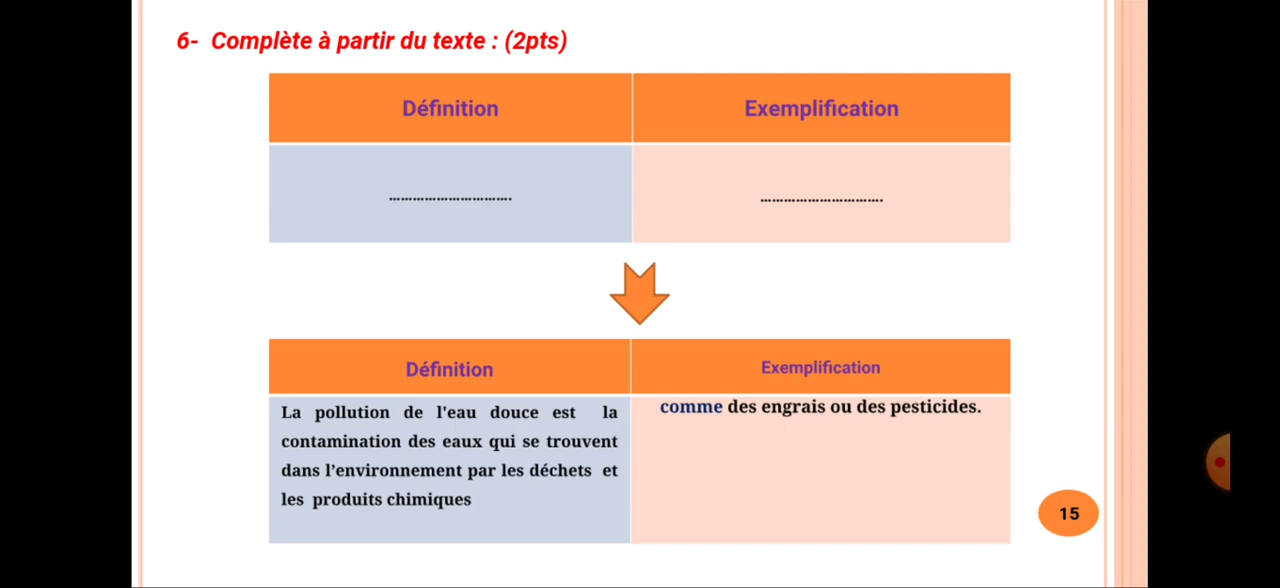 6- Complète à partir du texte : (2pts)
Définition
Exemplification
...............................
...............................
Définition
Exemplification
La pollution de l'eau douce est la
contamination des eaux qui se trouvent
dans l’environnement par les déchets et
les produits chimiques
comme des engrais ou des pesticides.
15